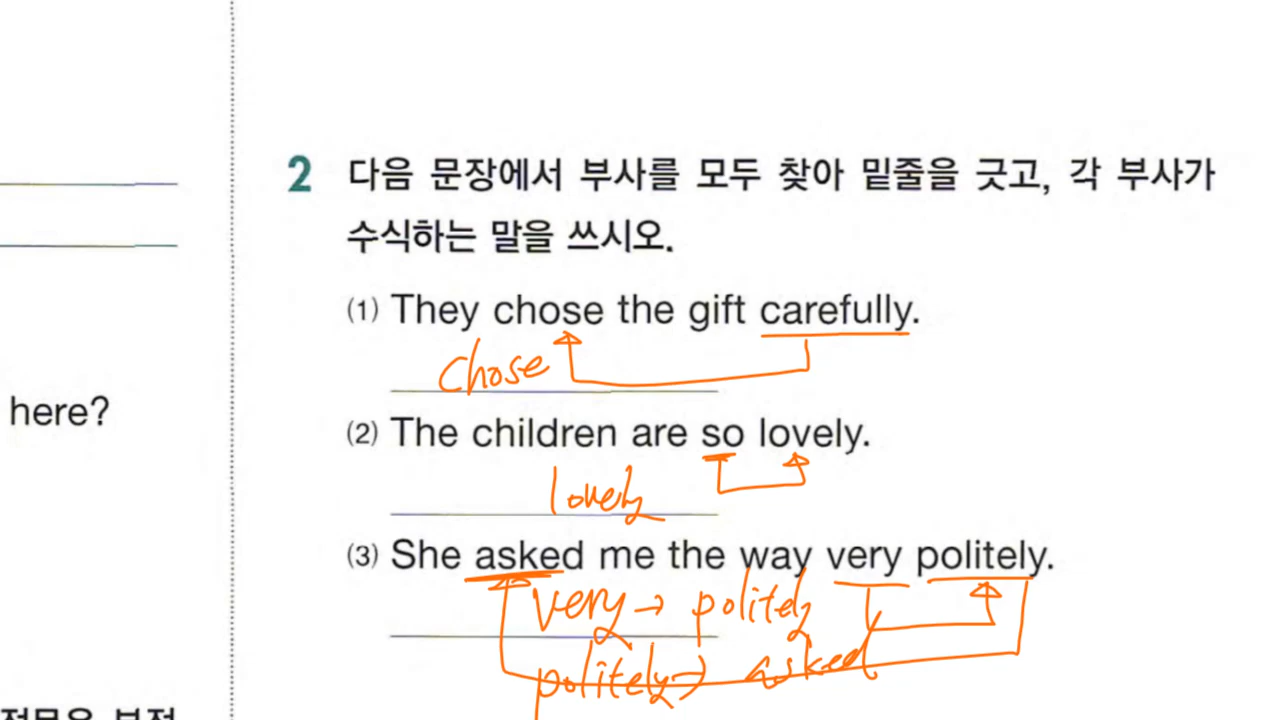 2 다음 문장에서 부사를 모두 찾아 밑줄을 긋고, 각 부사가
수식하는 말을 쓰시오.
(1) They chose the gift carefully.
chose
here?
(2) The children are so lovely.
lovely
(3) She asked me the way very politely.
very → politely
politely → asked